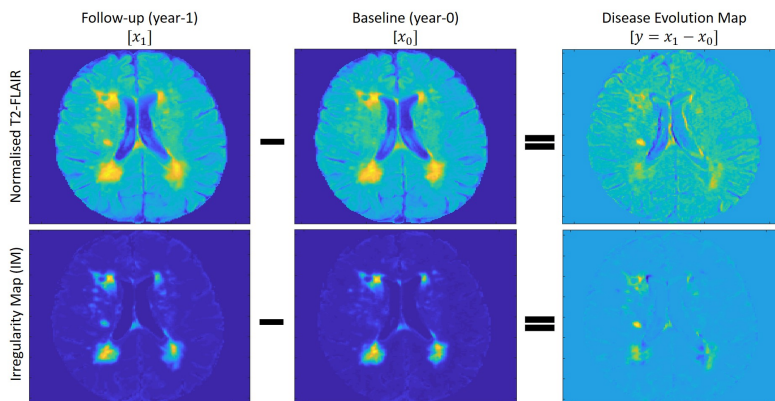 Follow-up (year-1)
[x₁]
Baseline (year-0)
[x₀]
Disease Evolution Map
[y = x₁ − x₀]
Normalised T2-FLAIR
Irregularity Map (IM)